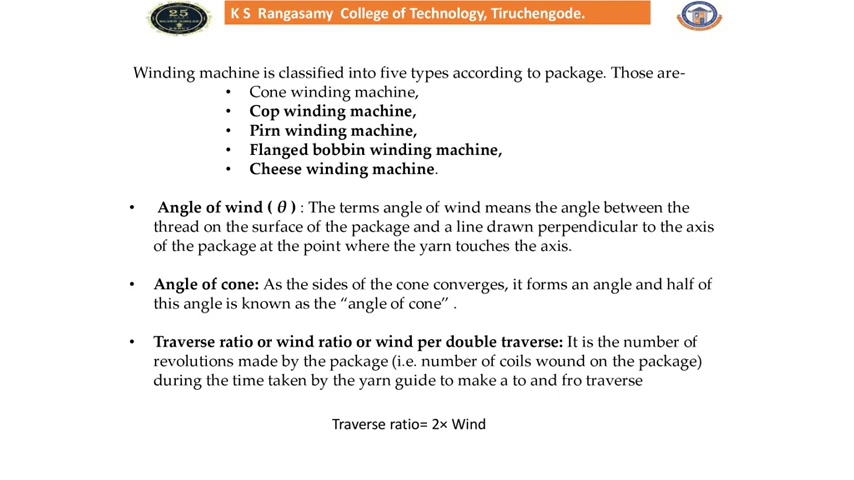 25
K S Rangasamy College of Technology, Tiruchengode.
Winding machine is classified into five types according to package. Those are-
• Cone winding machine,
• Cop winding machine,
• Pirn winding machine,
• Flanged bobbin winding machine,
• Cheese winding machine.
• Angle of wind ( θ ) : The terms angle of wind means the angle between the
thread on the surface of the package and a line drawn perpendicular to the axis
of the package at the point where the yarn touches the axis.
• Angle of cone: As the sides of the cone converges, it forms an angle and half of
this angle is known as the “angle of cone” .
• Traverse ratio or wind ratio or wind per double traverse: It is the number of
revolutions made by the package (i.e. number of coils wound on the package)
during the time taken by the yarn guide to make a to and fro traverse
Traverse ratio= 2× Wind